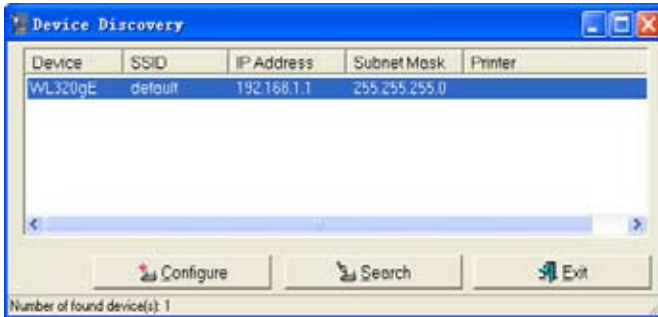 Device Discovery
Device SSID IP Address Subnet Mask Printer
WL320gE default 192.168.1.1 255.255.255.0
Configure Search Exit
Number of found device(s): 1